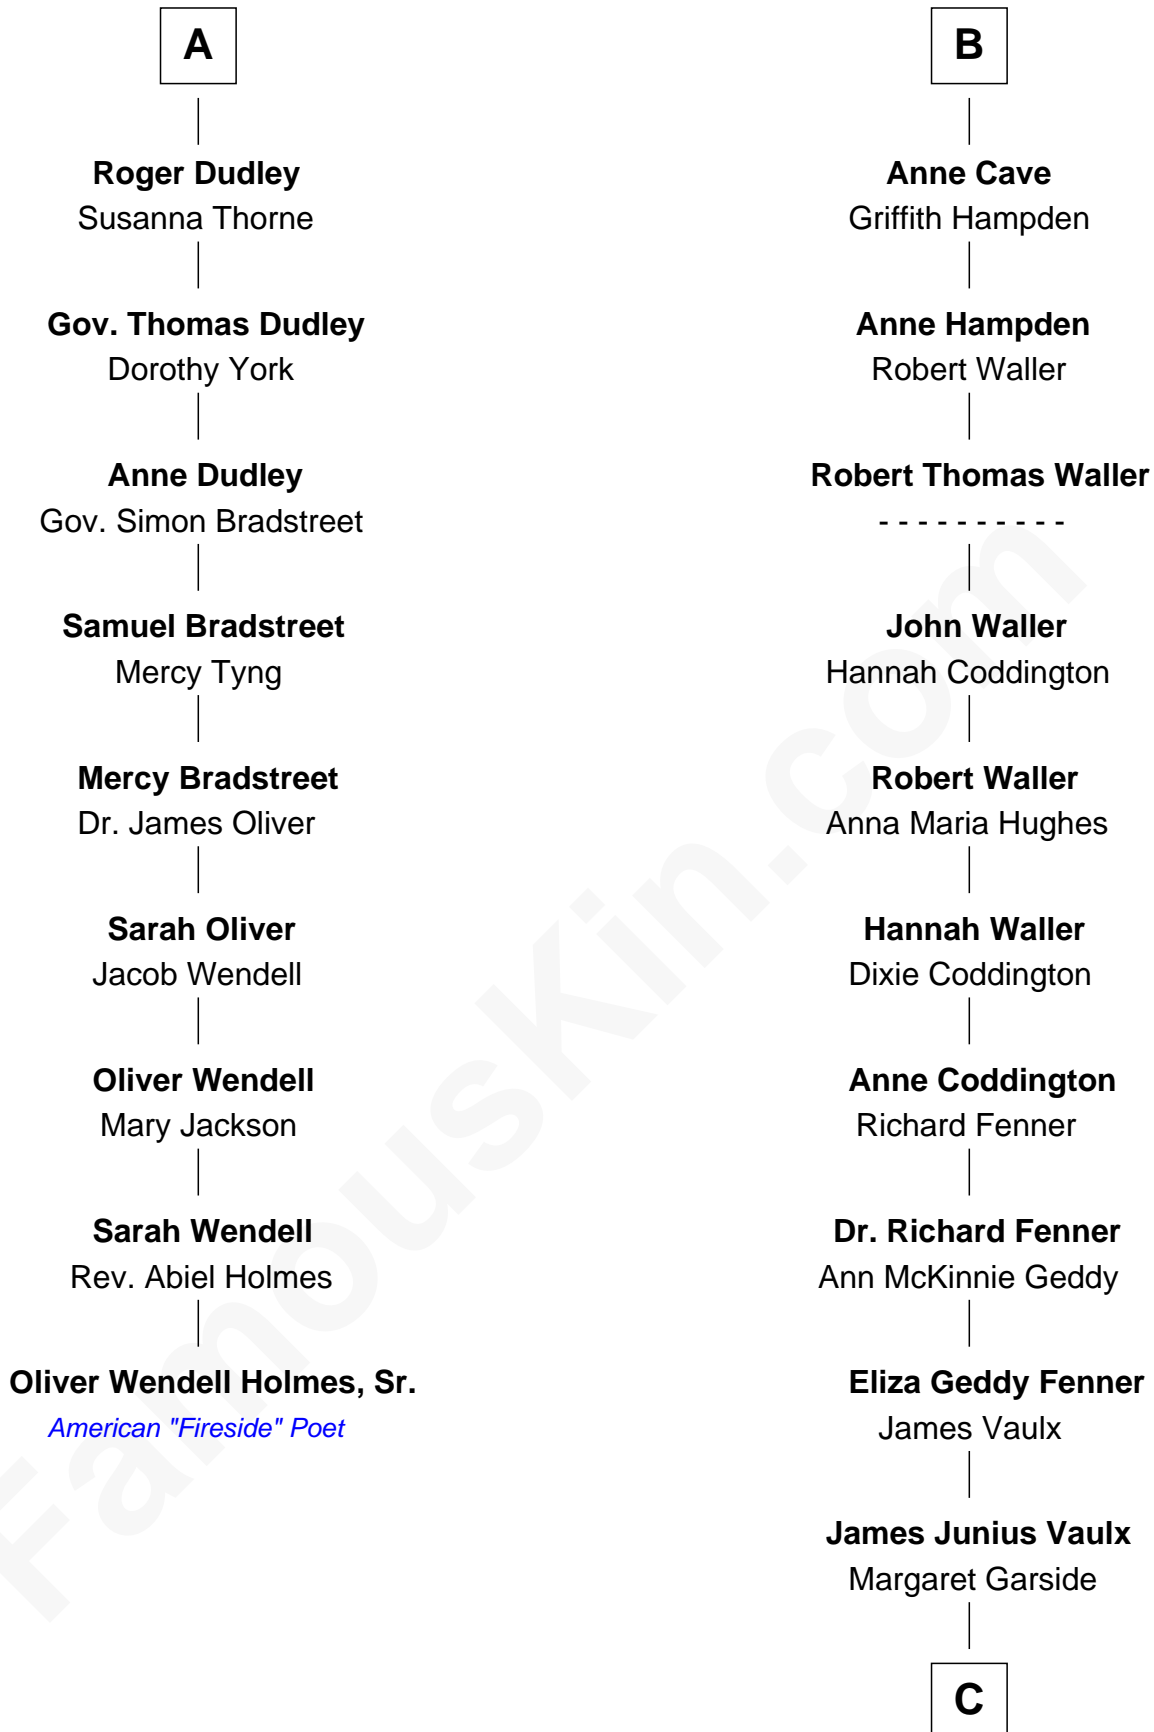 A
Roger Dudley
Susanna Thorne
Gov. Thomas Dudley
Dorothy York
Anne Dudley
Gov. Simon Bradstreet
Samuel Bradstreet
Mercy Tyng
Mercy Bradstreet
Dr. James Oliver
Sarah Oliver
Jacob Wendell
Oliver Wendell
Mary Jackson
Sarah Wendell
Rev. Abiel Holmes
Oliver Wendell Holmes, Sr.
American "Fireside" Poet
B
Anne Cave
Griffith Hampden
Anne Hampden
Robert Waller
Robert Thomas Waller
- - - - - - - - - -
John Waller
Hannah Coddington
Robert Waller
Anna Maria Hughes
Hannah Waller
Dixie Coddington
Anne Coddington
Richard Fenner
Dr. Richard Fenner
Ann McKinnie Geddy
Eliza Geddy Fenner
James Vaulx
James Junius Vaulx
Margaret Garside
C
FamousKin.com